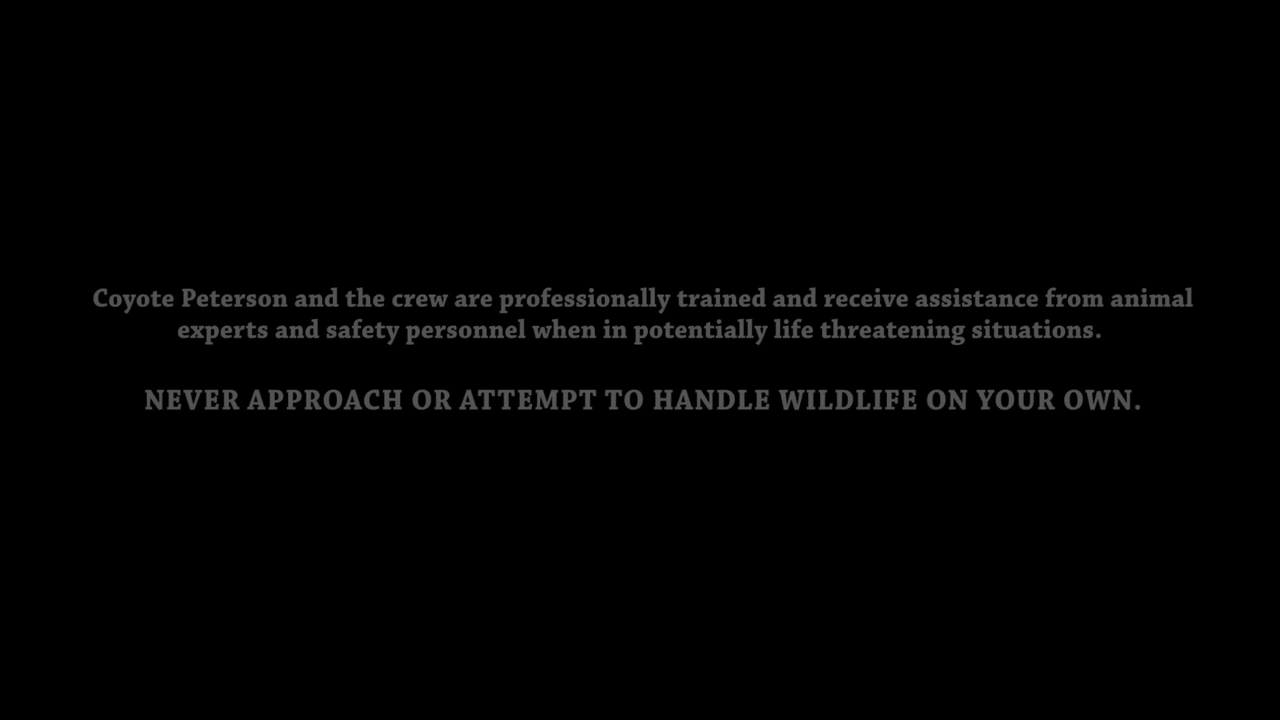 Coyote Peterson and the crew are professionally trained and receive assistance from animal
experts and safety personnel when in potentially life threatening situations.
NEVER APPROACH OR ATTEMPT TO HANDLE WILDLIFE ON YOUR OWN.